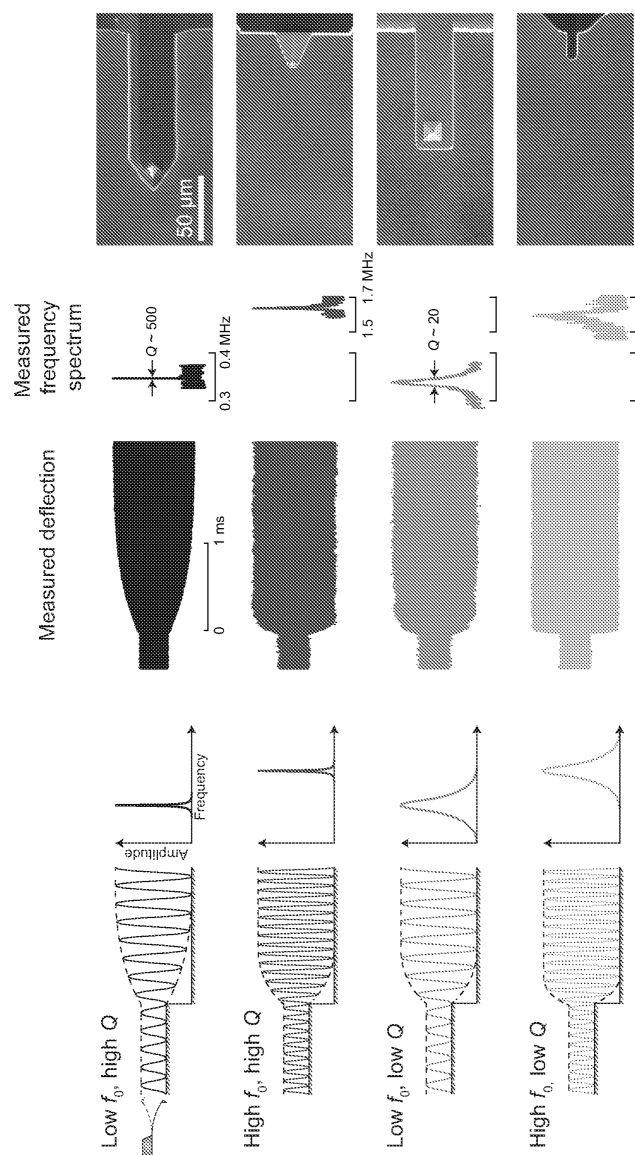 Measured deflection
Measured
frequency
spectrum
Low f₀, high Q
Amplitude
Frequency
0
1 ms
Q ~ 500
0.3
0.4 MHz
50 µm
High f₀, high Q
1.5
1.7 MHz
Low f₀, low Q
Q ~ 20
High f₀, low Q